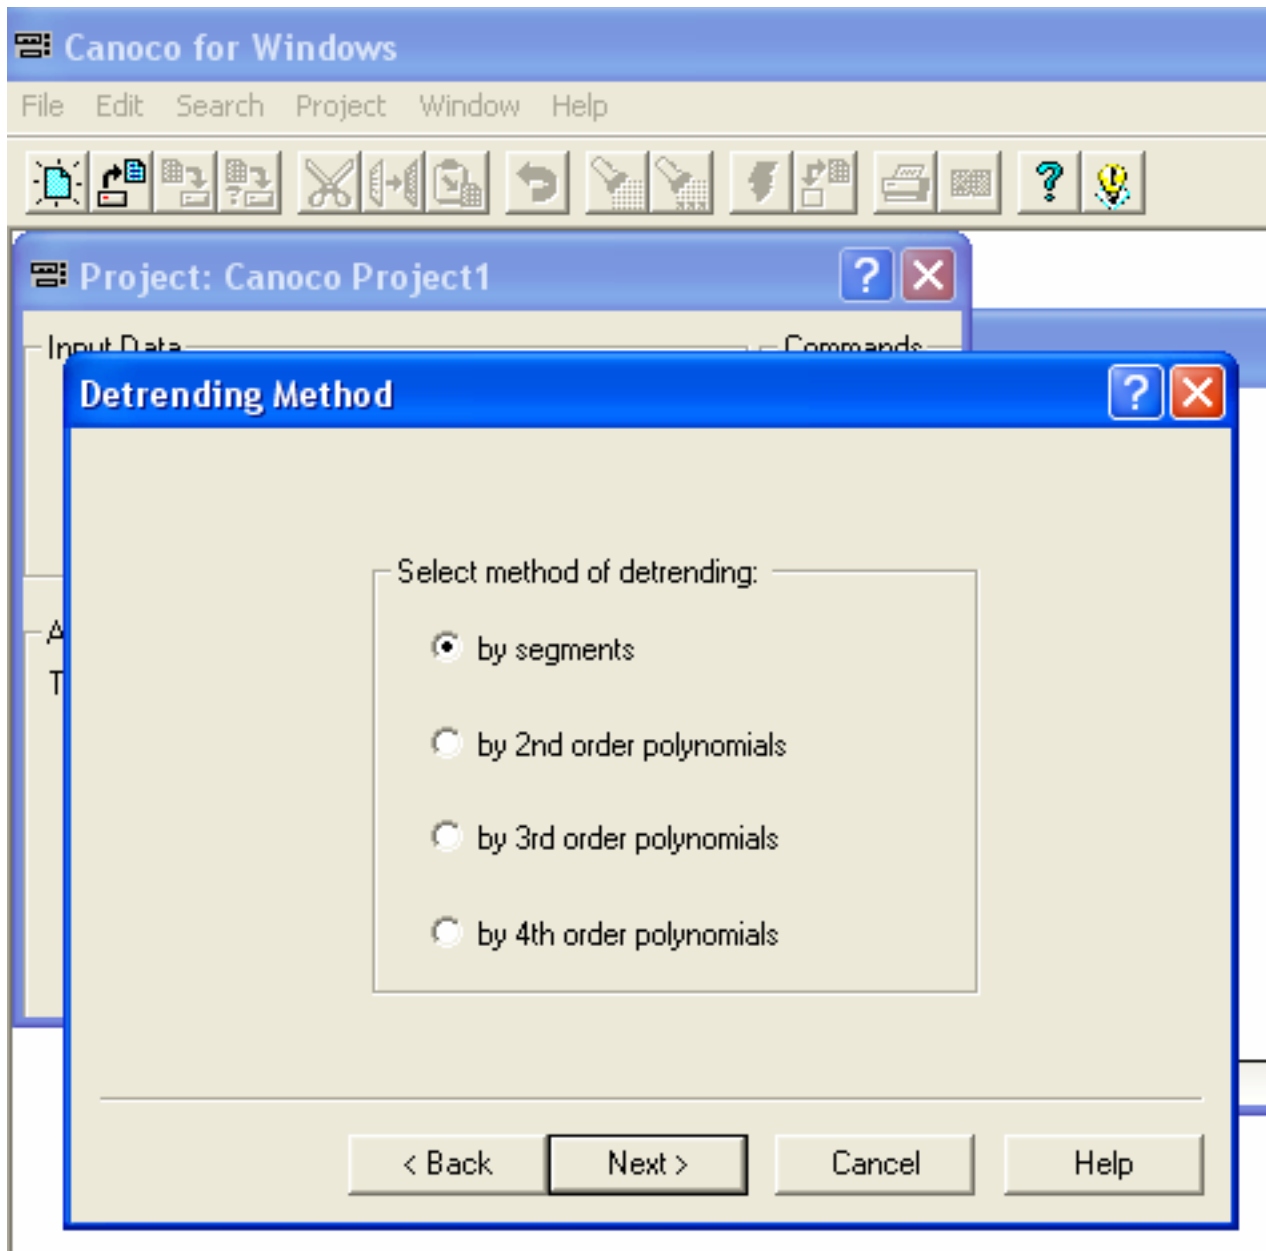 Canoco for Windows
File Edit Search Project Window Help
Project: Canoco Project1
Input Data
Commands
Detrending Method
Select method of detrending:
by segments
by 2nd order polynomials
by 3rd order polynomials
by 4th order polynomials
A
T
< Back Next > Cancel Help